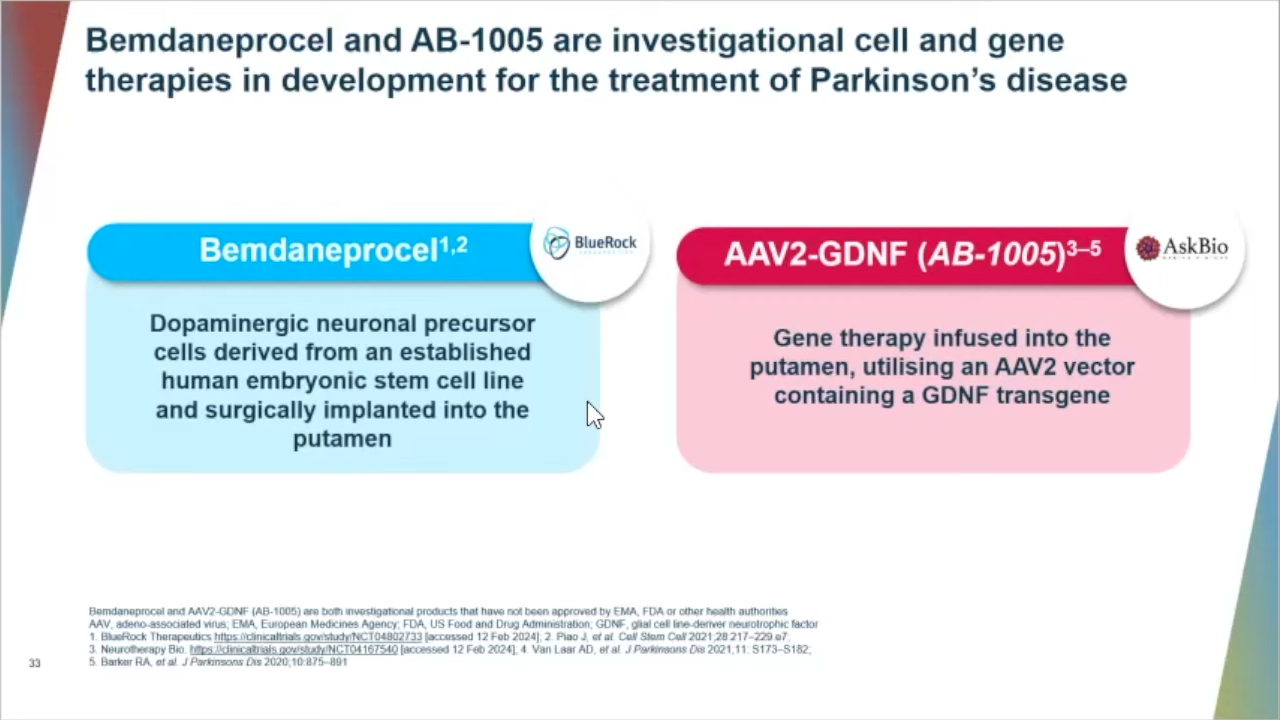 Bemdaneprocel and AB-1005 are investigational cell and gene
therapies in development for the treatment of Parkinson's disease
Bemdaneprocel1,2
BlueRock
Dopaminergic neuronal precursor
cells derived from an established
human embryonic stem cell line
and surgically implanted into the
putamen
AAV2-GDNF (AB-1005)3–5
AskBio
Gene therapy infused into the
putamen, utilising an AAV2 vector
containing a GDNF transgene
Bemdaneprocel and AAV2-GDNF (AB-1005) are both investigational products that have not been approved by EMA, FDA or other health authorities
AAV, adeno-associated virus; EMA, European Medicines Agency; FDA, US Food and Drug Administration; GDNF, glial cell line-deriver neurotrophic factor
1. BlueRock Therapeutics https://clinicaltrials.gov/study/NCT04802733 [accessed 12 Feb 2024]; 2. Piao J, et al. Cell Stem Cell 2021;28:217–229.e7;
3. Neurotherapy Bio. https://clinicaltrials.gov/study/NCT04167540 [accessed 12 Feb 2024]; 4. Van Laar AD, et al. J Parkinsons Dis 2021;11: S173–S182;
5. Barker RA, et al. J Parkinsons Dis 2020;10:875–891
33